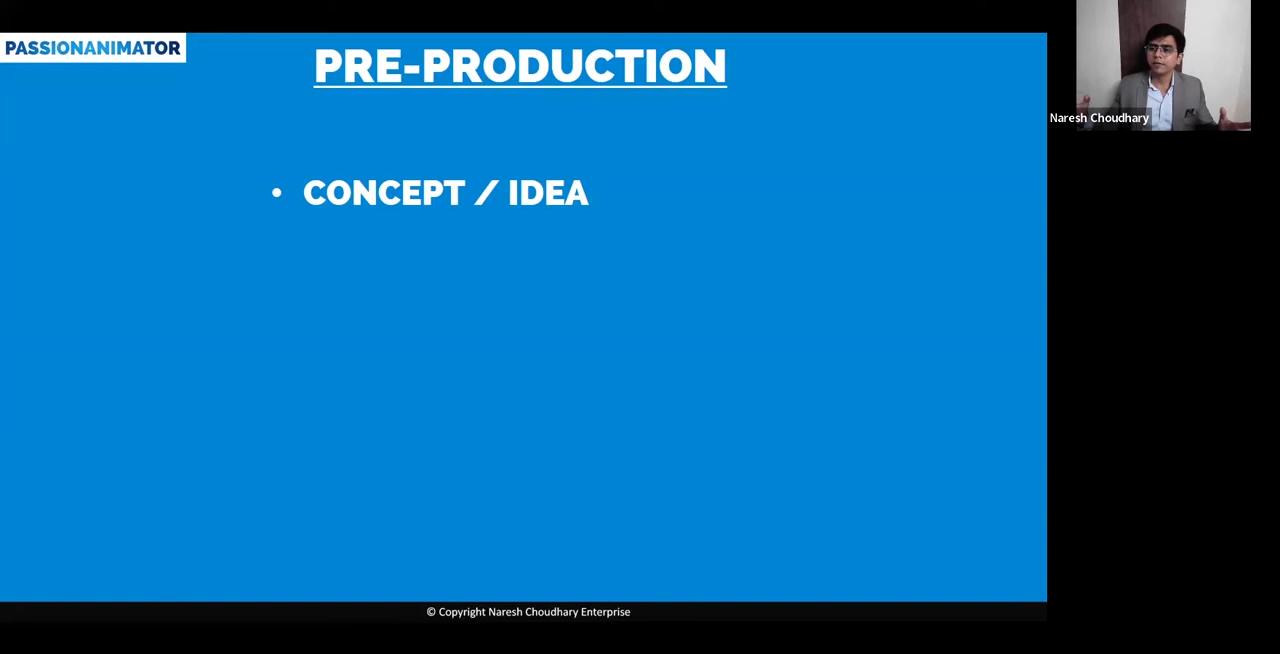 PASSIONANIMATOR
PRE-PRODUCTION
• CONCEPT / IDEA
Naresh Choudhary
© Copyright Naresh Choudhary Enterprise